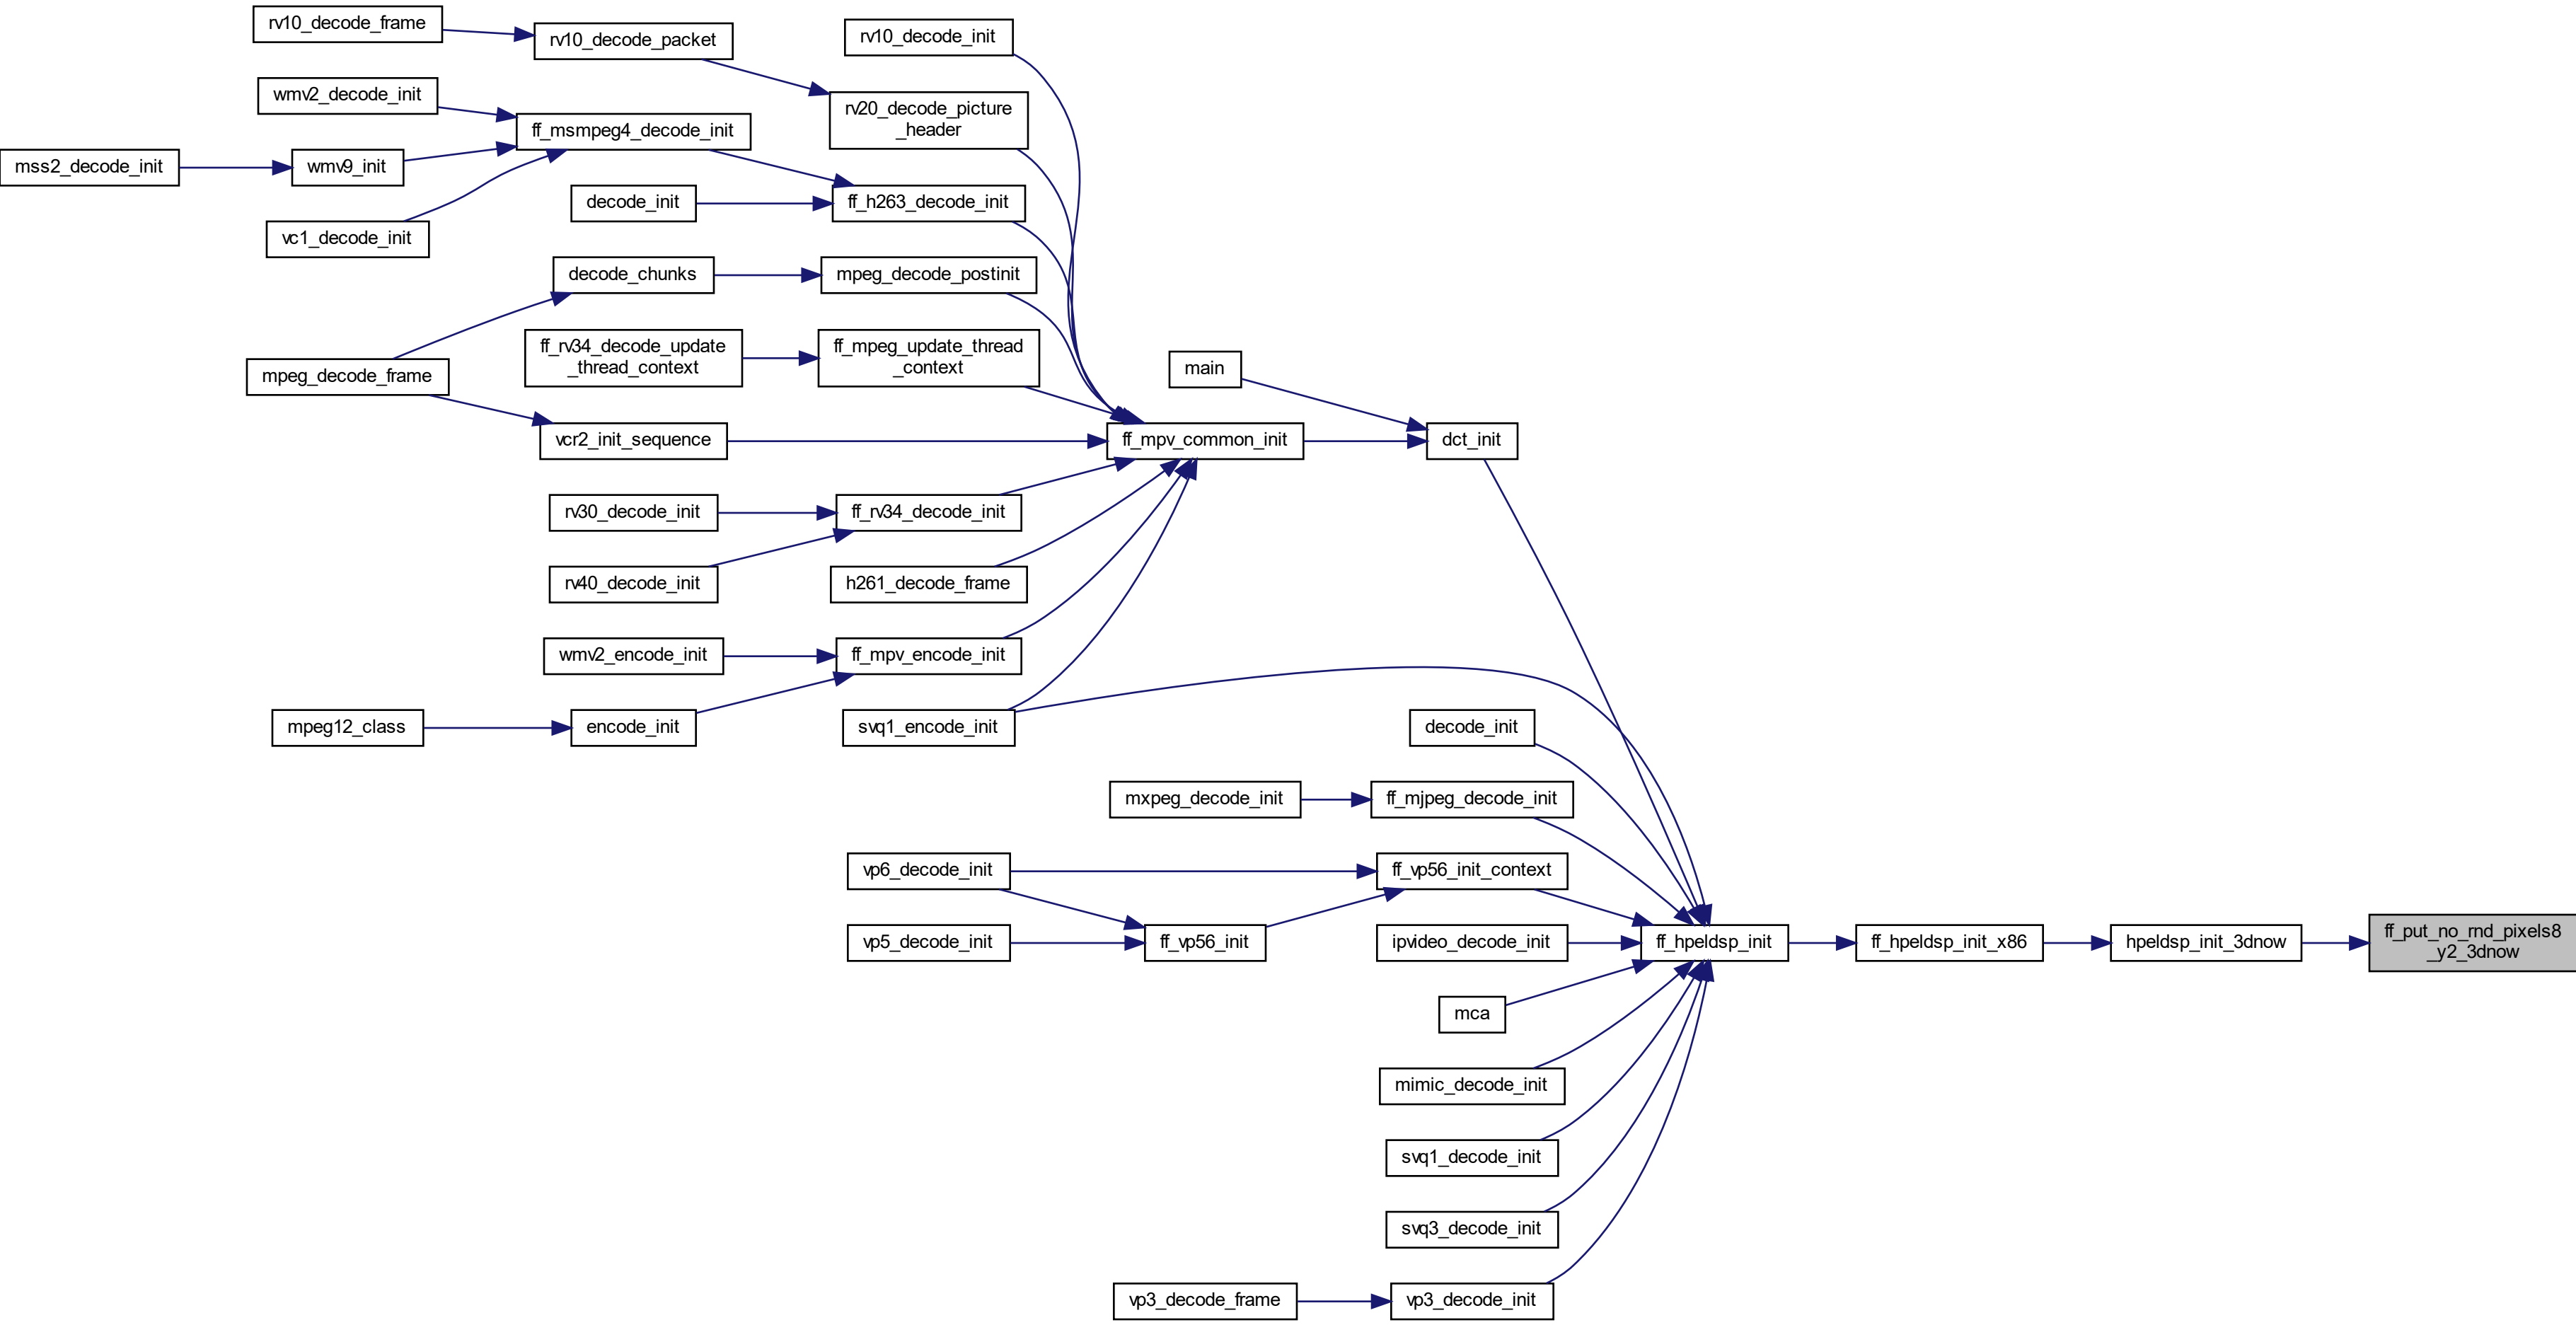 rv10_decode_frame
rv10_decode_packet
rv10_decode_init
wmv2_decode_init
rv20_decode_picture
_header
ff_msmpeg4_decode_init
mss2_decode_init
wmv9_init
decode_init
ff_h263_decode_init
vc1_decode_init
decode_chunks
mpeg_decode_postinit
ff_rv34_decode_update
_thread_context
ff_mpeg_update_thread
_context
main
mpeg_decode_frame
vcr2_init_sequence
ff_mpv_common_init
dct_init
rv30_decode_init
ff_rv34_decode_init
rv40_decode_init
h261_decode_frame
wmv2_encode_init
ff_mpv_encode_init
mpeg12_class
encode_init
svq1_encode_init
decode_init
mxpeg_decode_init
ff_mjpeg_decode_init
vp6_decode_init
ff_vp56_init_context
vp5_decode_init
ff_vp56_init
ipvideo_decode_init
ff_hpeldsp_init
ff_hpeldsp_init_x86
hpeldsp_init_3dnow
ff_put_no_rnd_pixels8
_y2_3dnow
mca
mimic_decode_init
svq1_decode_init
svq3_decode_init
vp3_decode_frame
vp3_decode_init